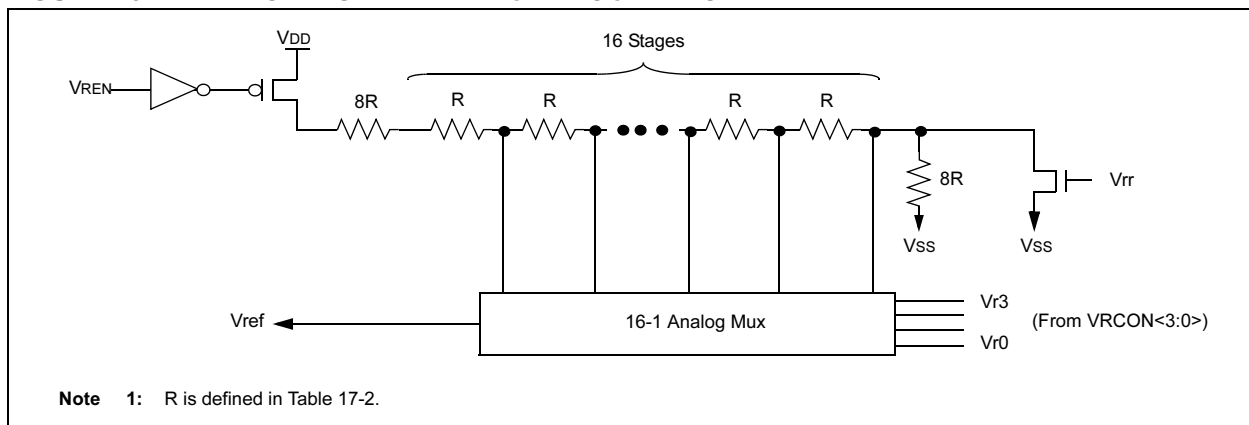 VDD
16 Stages
VREN
8R
R
R
R
R
8R
Vrr
VSS
VSS
Vr3
Vref
16-1 Analog Mux
(From VRCON<3:0>)
Vr0
Note 1: R is defined in Table 17-2.